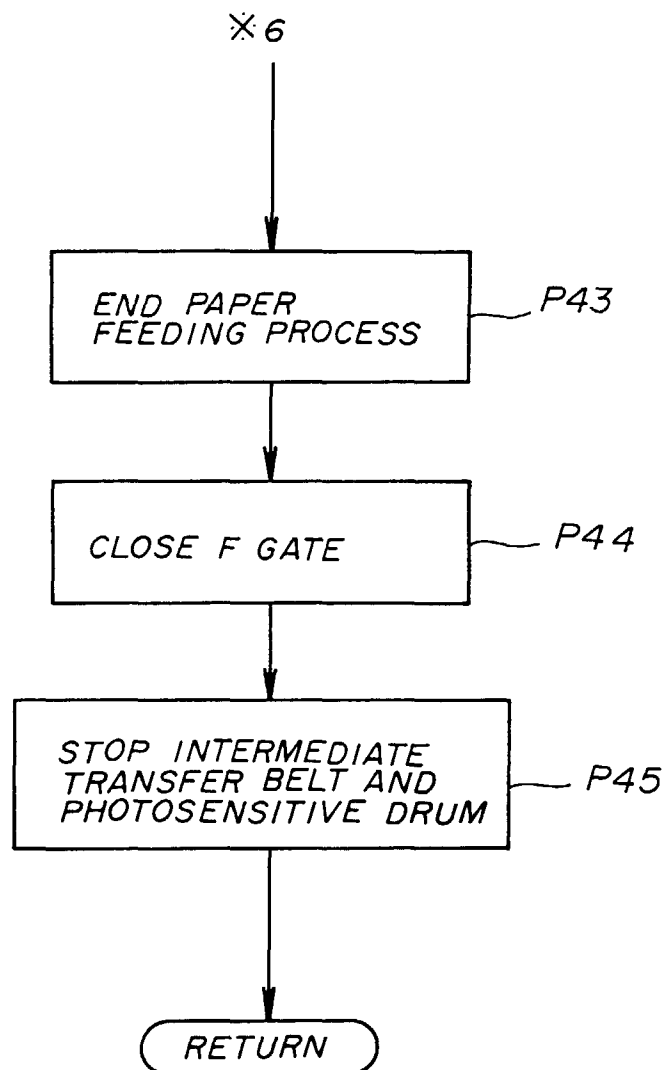 ※6
END PAPER
FEEDING PROCESS
P43
CLOSE F GATE
P44
STOP INTERMEDIATE
TRANSFER BELT AND
PHOTOSENSITIVE DRUM
P45
RETURN